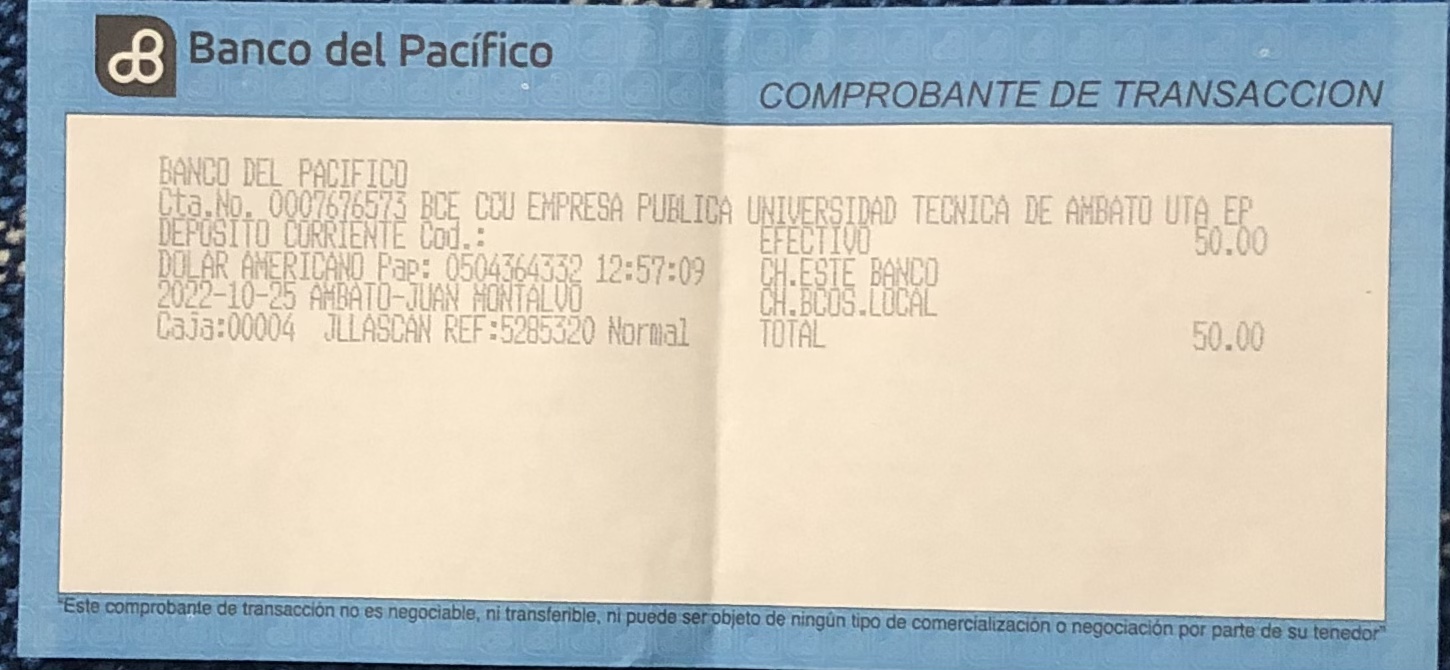 Banco del Pacífico
COMPROBANTE DE TRANSACCION
BANCO DEL PACIFICO
Cta.No. 0007676573 BCE CCU EMPRESA PUBLICA UNIVERSIDAD TECNICA DE AMBATO UTA EP
DEPOSITO CORRIENTE Cod.: EFECTIVO 50.00
DOLAR AMERICANO Pap: 0504364332 12:57:09 CH.ESTE BANCO
2022-10-25 AMBATO-JUAN MONTALVO CH.BCOS.LOCAL
Caja:00004 JLLASCAN REF:5285320 Normal TOTAL 50.00
"Este comprobante de transacción no es negociable, ni transferible, ni puede ser objeto de ningún tipo de comercialización o negociación por parte de su tenedor"